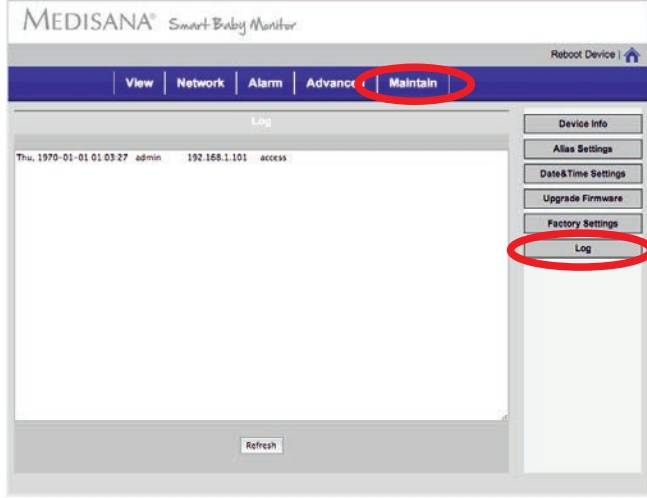 MEDISANA® Smart Baby Monitor
Reboot Device |
View | Network | Alarm | Advanced | Maintain |
Log
Thu, 1970-01-01 01:03:27 admin 192.168.1.101 access
Refresh
Device Info
Alias Settings
Date&Time Settings
Upgrade Firmware
Factory Settings
Log